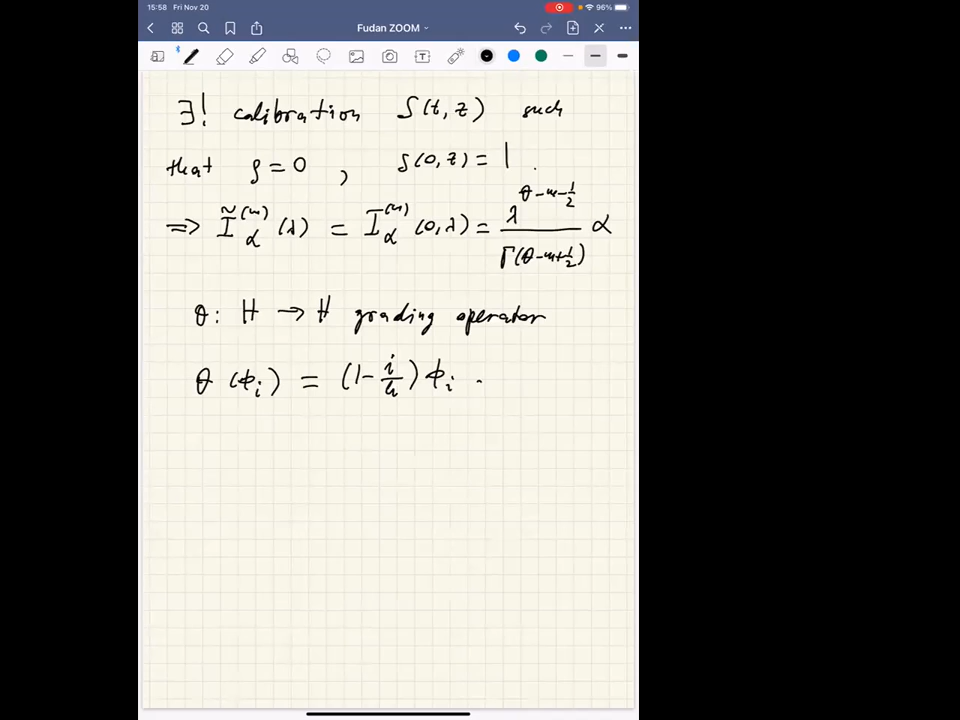 15:58 Fri Nov 20
96%
Fudan ZOOM
∃! calibration S(t, z) such
that ρ = 0 , S(0, z) = 1 .
⇒ Ĩ_α^{(m)}(λ) = I_α^{(m)}(0, λ) = λ^{θ-m-1/2} / Γ(θ-m+1/2) α
θ: H → H grading operator
θ (ϕ_i) = (1 - i/h) ϕ_i .